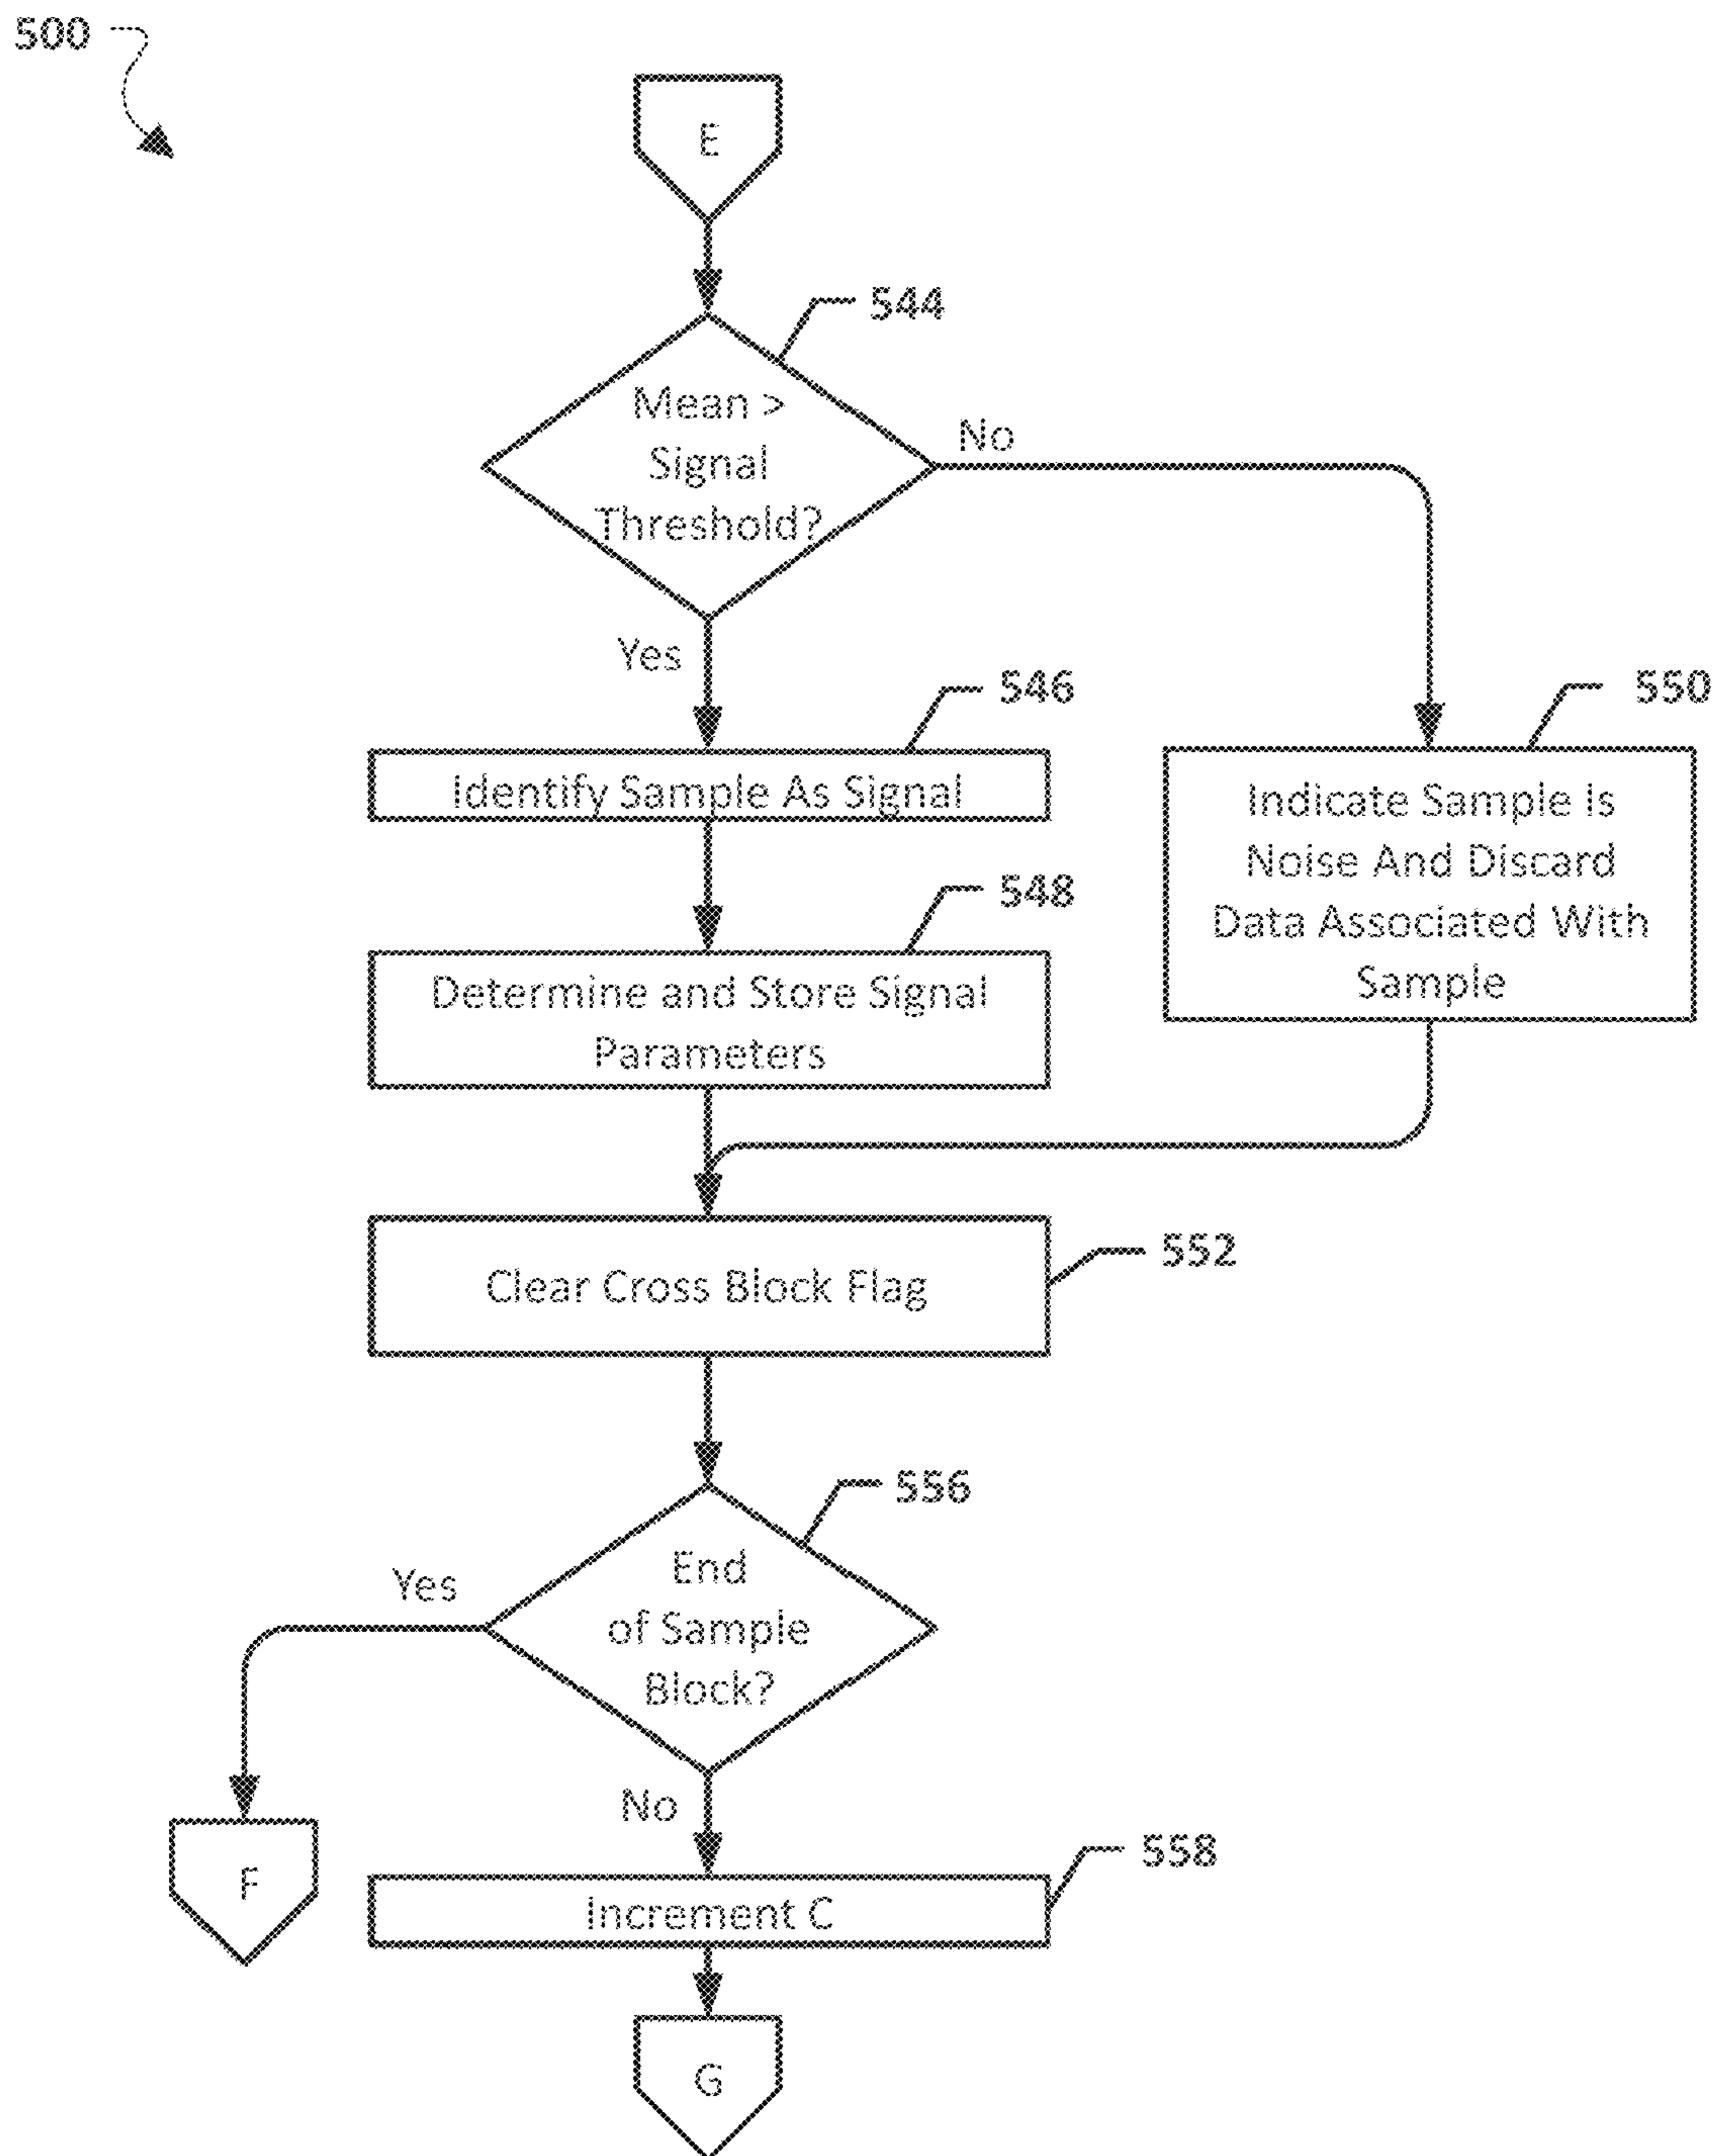 500
E
544
Mean >
Signal
Threshold?
No
Yes
546
550
Identify Sample As Signal
Indicate Sample Is
Noise And Discard
Data Associated With
Sample
548
Determine and Store Signal
Parameters
552
Clear Cross Block Flag
556
End
of Sample
Block?
Yes
No
F
558
Increment C
G